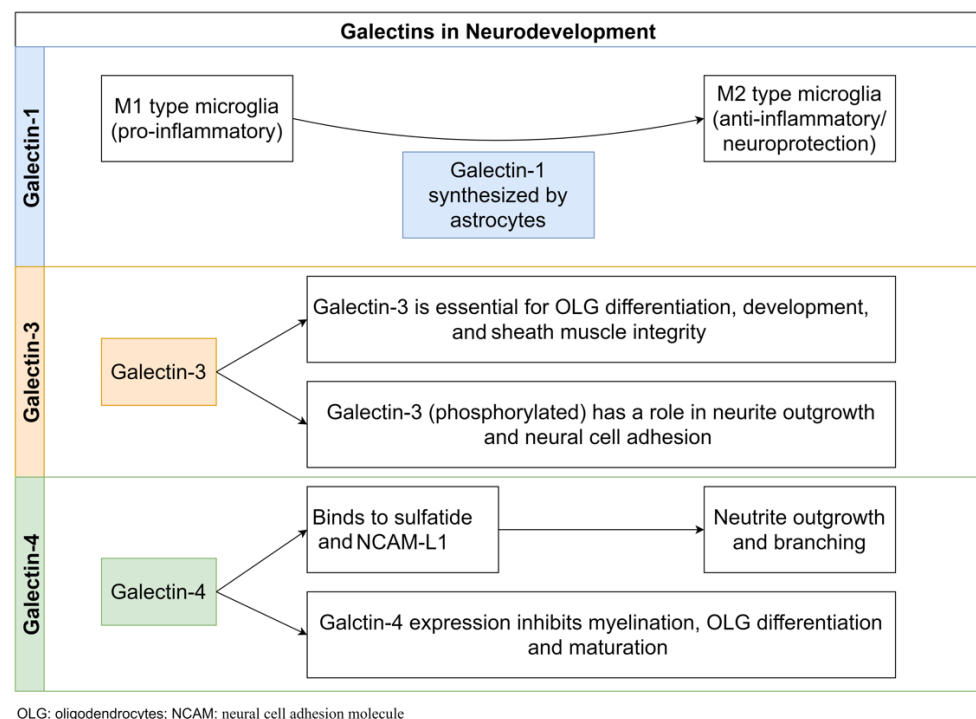 Galectins in Neurodevelopment
Galectin-1
M1 type microglia
(pro-inflammatory)
M2 type microglia
(anti-inflammatory/
neuroprotection)
Galectin-1
synthesized by
astrocytes
Galectin-3
Galectin-3
Galectin-3 is essential for OLG differentiation, development,
and sheath muscle integrity
Galectin-3 (phosphorylated) has a role in neurite outgrowth
and neural cell adhesion
Galectin-4
Galectin-4
Binds to sulfatide
and NCAM-L1
Neutrite outgrowth
and branching
Galctin-4 expression inhibits myelination, OLG differentiation
and maturation
OLG: oligodendrocytes; NCAM: neural cell adhesion molecule